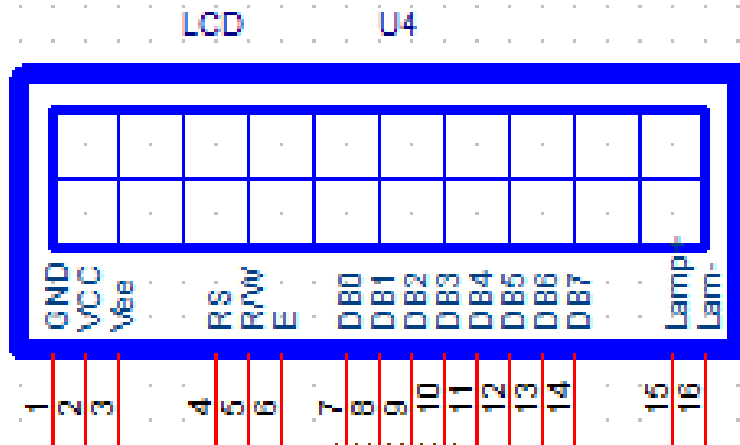 LCD U4
GND VCC Vee RS R/W E DB0 DB1 DB2 DB3 DB4 DB5 DB6 DB7 Lamp+ Lam-
1 2 3 4 5 6 7 8 9 10 11 12 13 14 15 16